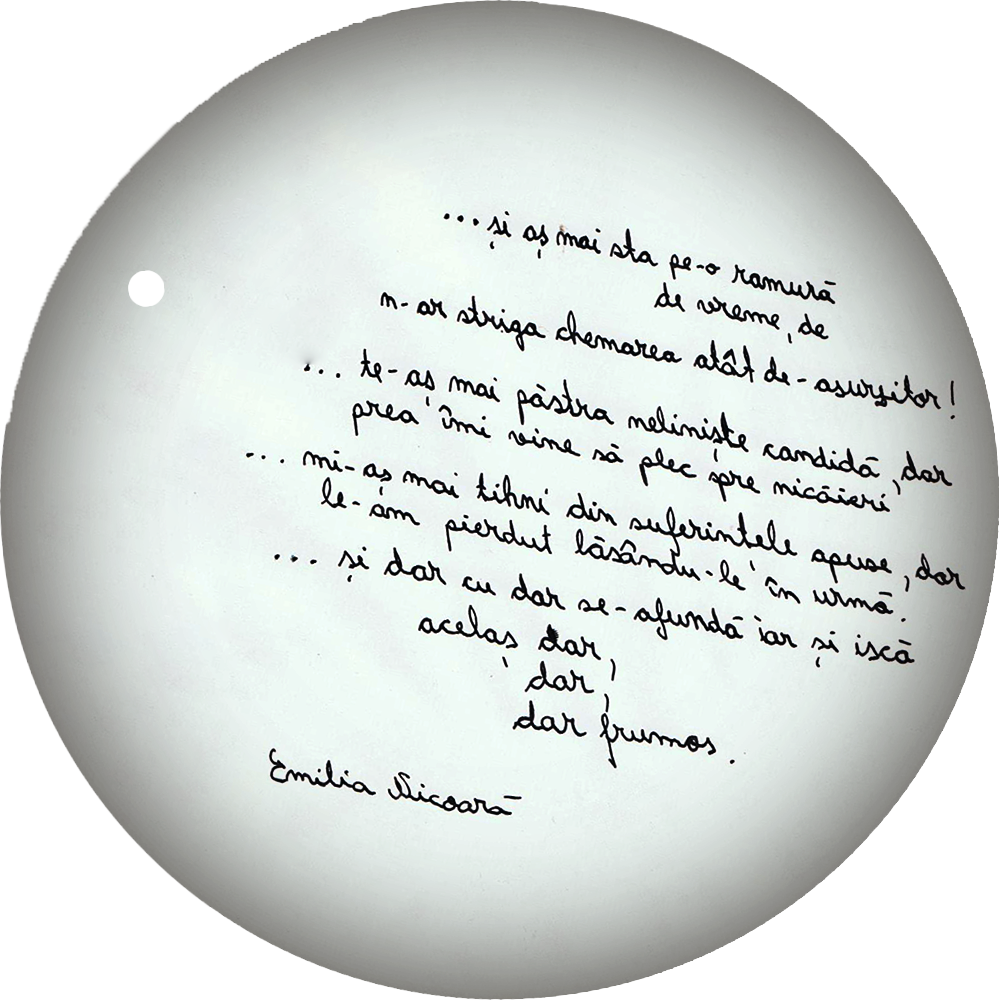 ... și aș mai sta pe-o ramură
de vreme, de
n-ar striga chemarea atât de-asurzitor!
... te-aș mai păstra neliniște candidă, dar
prea îmi vine să plec spre nicăieri
... mi-aș mai tihni din suferintele apuse, dar
le-am pierdut lăsându-le în urmă.
... și dar cu dar se-afundă iar și iscă
acelaș dar,
dar,
dar frumos.
Emilia Nicoară